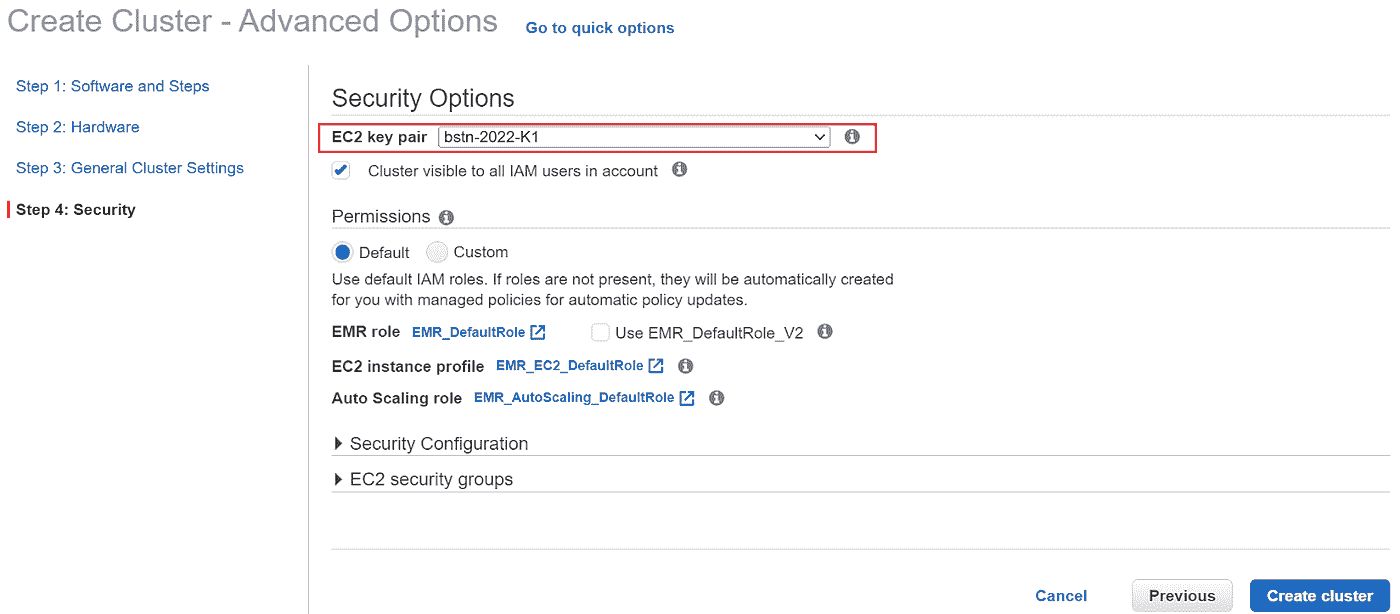 Create Cluster - Advanced Options Go to quick options
Step 1: Software and Steps
Step 2: Hardware
Step 3: General Cluster Settings
Step 4: Security
Security Options
EC2 key pair bstn-2022-K1
Cluster visible to all IAM users in account
Permissions
Default Custom
Use default IAM roles. If roles are not present, they will be automatically created
for you with managed policies for automatic policy updates.
EMR role EMR_DefaultRole Use EMR_DefaultRole_V2
EC2 instance profile EMR_EC2_DefaultRole
Auto Scaling role EMR_AutoScaling_DefaultRole
Security Configuration
EC2 security groups
Cancel Previous Create cluster